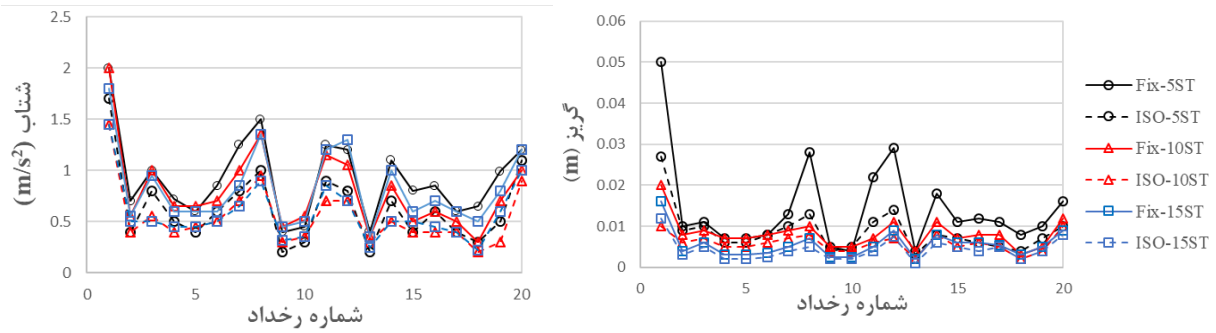 2.5
2
1.5
1
0.5
0
0
5
10
15
20
شتاب (m/s²)
شماره رخداد
0.06
0.05
0.04
0.03
0.02
0.01
0
0
5
10
15
20
گریز (m)
شماره رخداد
Fix-5ST
ISO-5ST
Fix-10ST
ISO-10ST
Fix-15ST
ISO-15ST